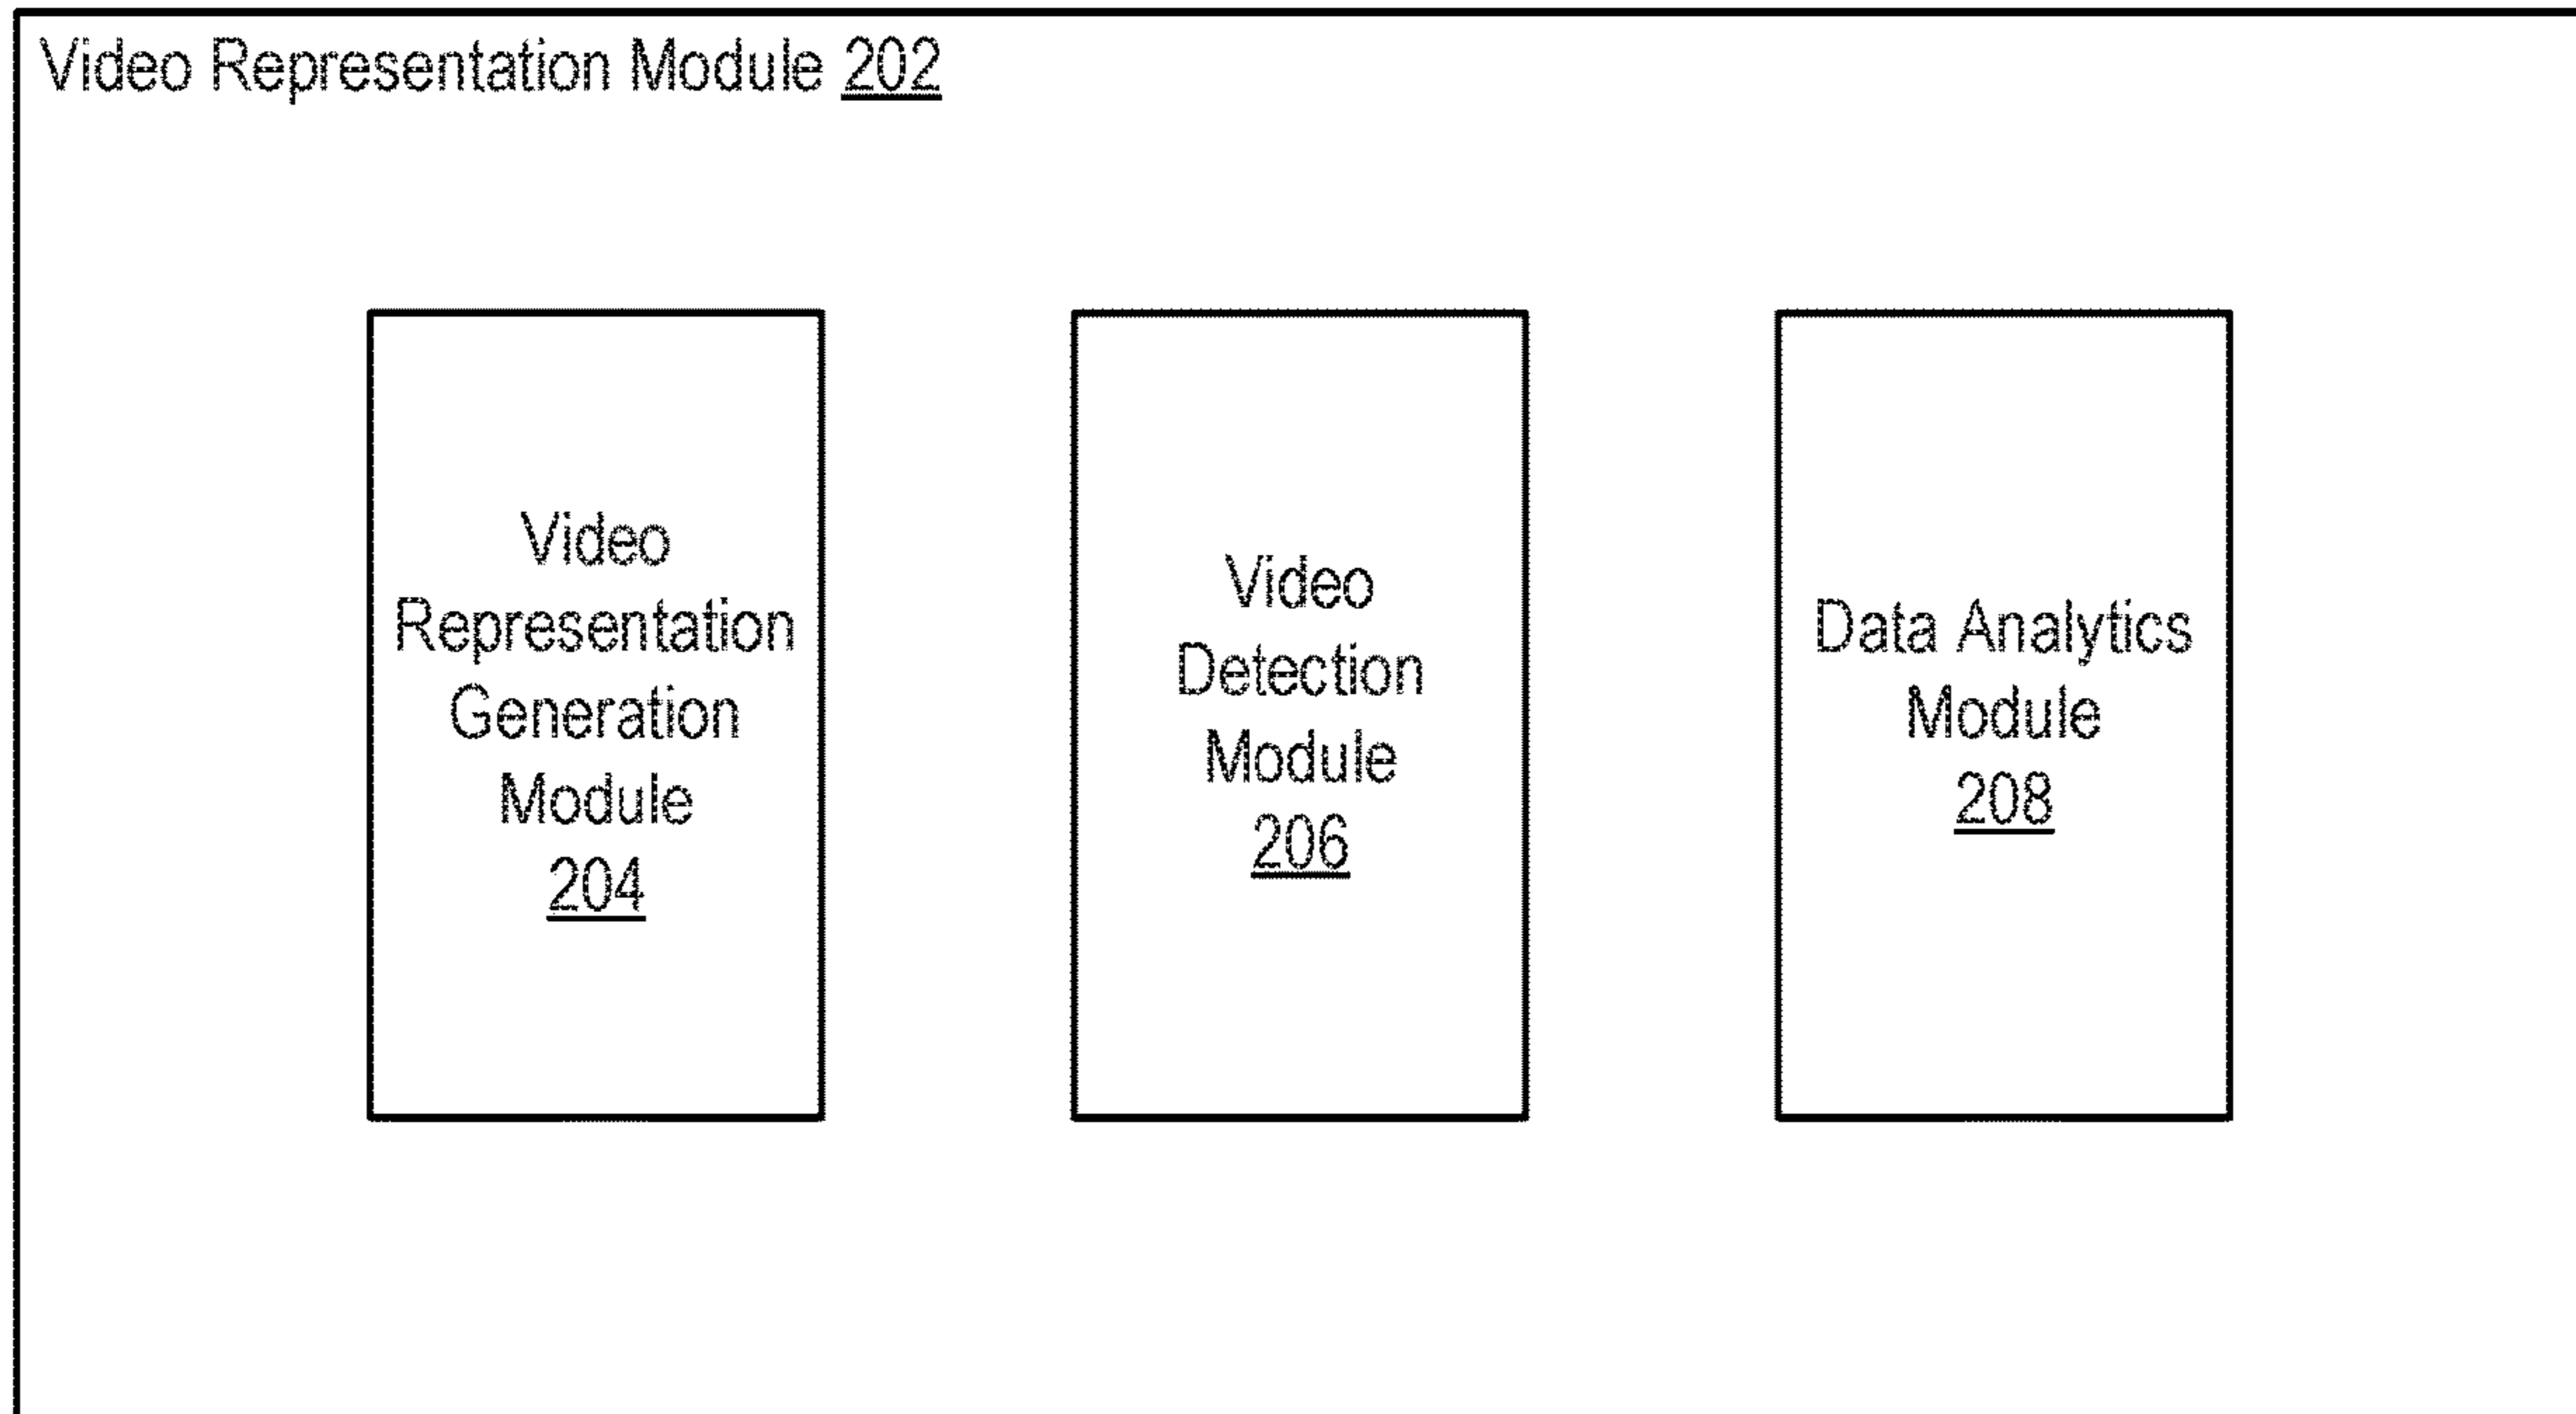 Video Representation Module 202
Video
Representation
Generation
Module
204
Video
Detection
Module
206
Data Analytics
Module
208